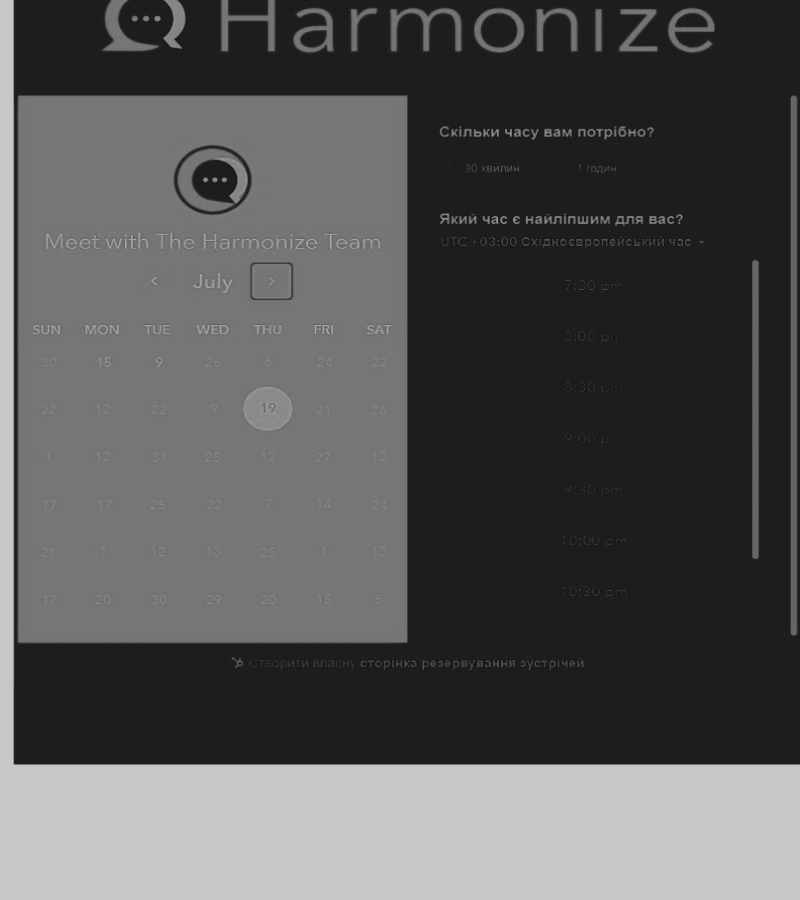 Harmonize
Meet with The Harmonize Team
July
SUN MON TUE WED THU FRI SAT
30 15 9 26 6 24 22
22 12 22 9 19 21 26
1 12 31 25 12 27 13
17 17 25 22 7 14 24
21 1 12 13 25 1 13
17 20 30 29 20 15 6
Скільки часу вам потрібно?
30 хвилин 1 годин
Який час є найліпшим для вас?
UTC +03:00 Східноєвропейський час
7:30 pm
8:00 pm
8:30 pm
9:00 pm
9:30 pm
10:00 pm
10:30 pm
Створити власну сторінка резервування зустрічей